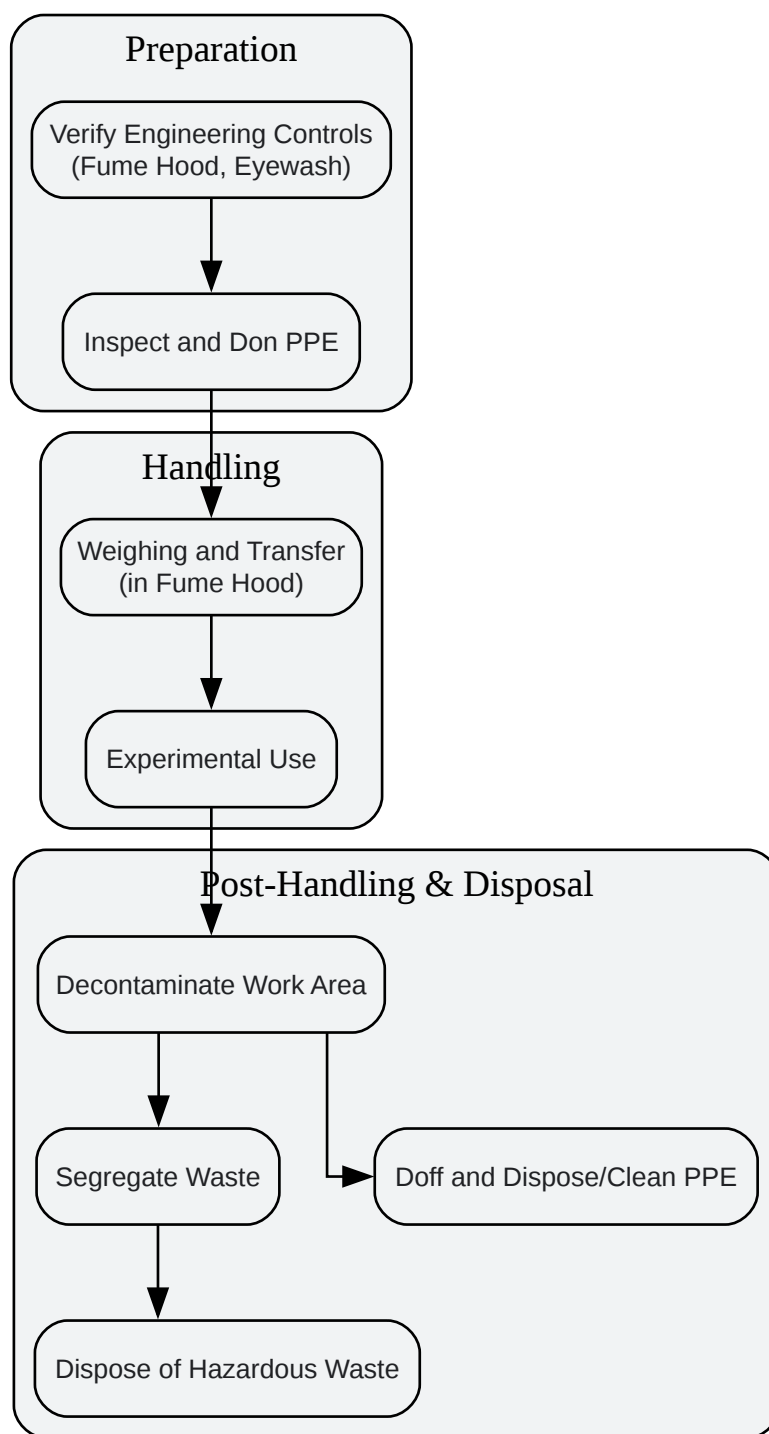 Preparation
Verify Engineering Controls
(Fume Hood, Eyewash)
Inspect and Don PPE
Handling
Weighing and Transfer
(in Fume Hood)
Experimental Use
Post-Handling & Disposal
Decontaminate Work Area
Segregate Waste
Doff and Dispose/Clean PPE
Dispose of Hazardous Waste